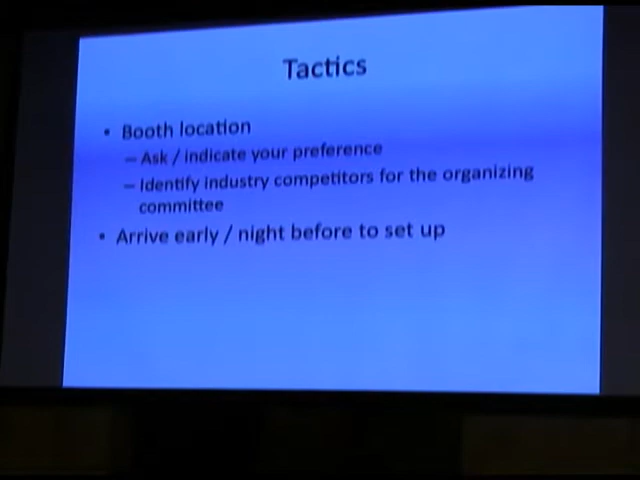 Tactics
• Booth location
– Ask / indicate your preference
– Identify industry competitors for the organizing
committee
• Arrive early / night before to set up